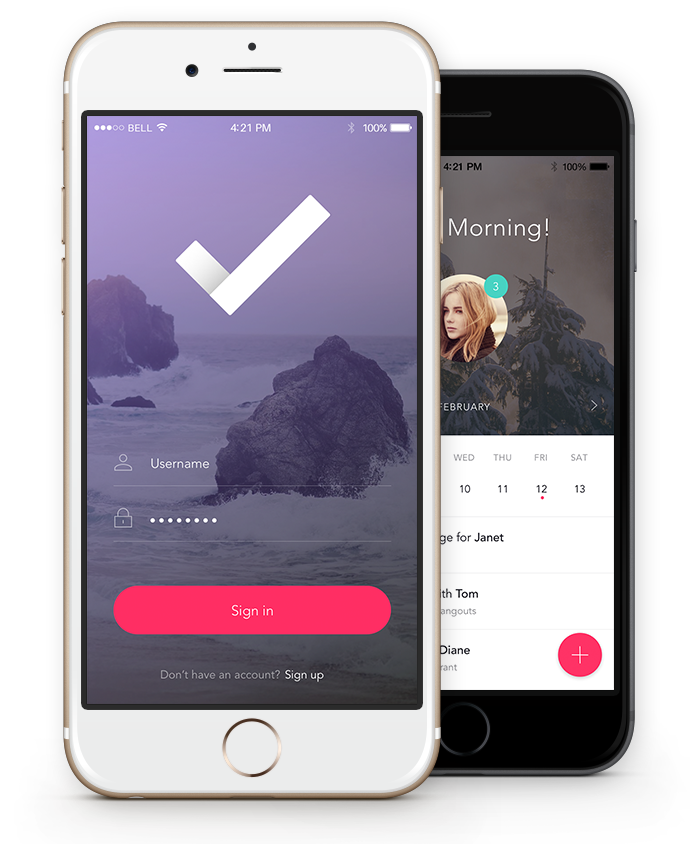 BELL
4:21 PM
100%
Username
Sign in
Don't have an account? Sign up
4:21 PM
100%
Morning!
3
FEBRUARY
WED THU FRI SAT
10 11 12 13
ge for Janet
th Tom
angouts
Diane
rant